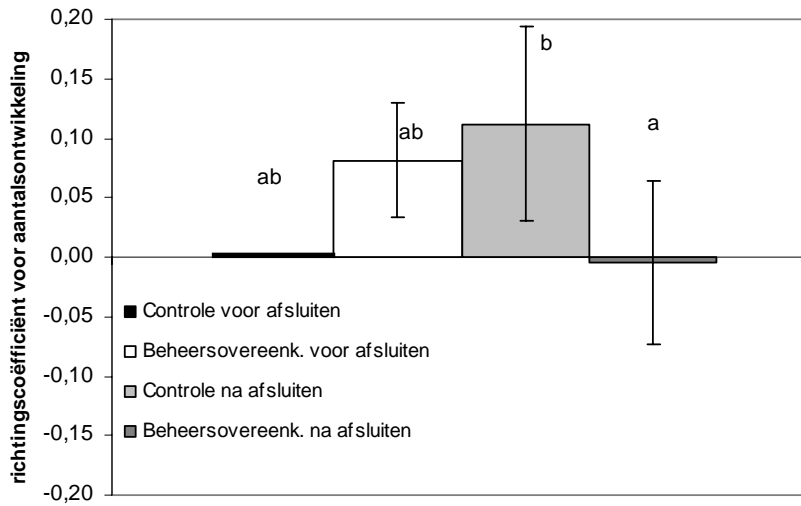 0,20
0,15
0,10
0,05
0,00
-0,05
-0,10
-0,15
-0,20
richtingscoëfficiënt voor aantalsontwikkeling
ab
ab
b
a
Controle voor afsluiten
Beheersovereenk. voor afsluiten
Controle na afsluiten
Beheersovereenk. na afsluiten